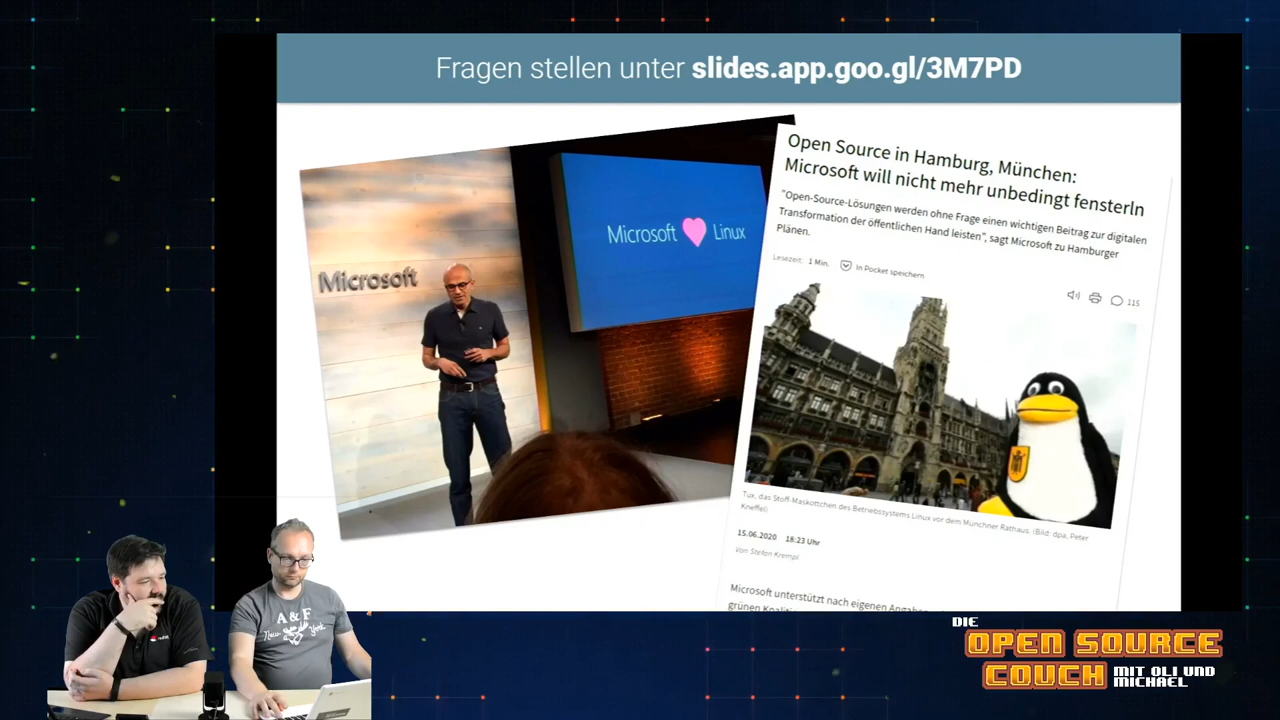 Fragen stellen unter slides.app.goo.gl/3M7PD
Microsoft
Microsoft Linux
Open Source in Hamburg, München:
Microsoft will nicht mehr unbedingt fensterln
"Open-Source-Lösungen werden ohne Frage einen wichtigen Beitrag zur digitalen
Transformation der öffentlichen Hand leisten", sagt Microsoft zu Hamburger
Plänen.
Lesezeit: 1 Min. In Pocket speichern
115
Tux, das Stoff-Maskottchen des Betriebssystems Linux vor dem Münchner Rathaus. (Bild: dpa, Peter
Kneffel)
15.06.2020 18:23 Uhr
Von Stefan Krempl
Microsoft unterstützt nach eigenen
grünen
A & F
New York
DIE
OPEN SOURCE
COUCH MIT OLI UND
MICHAEL